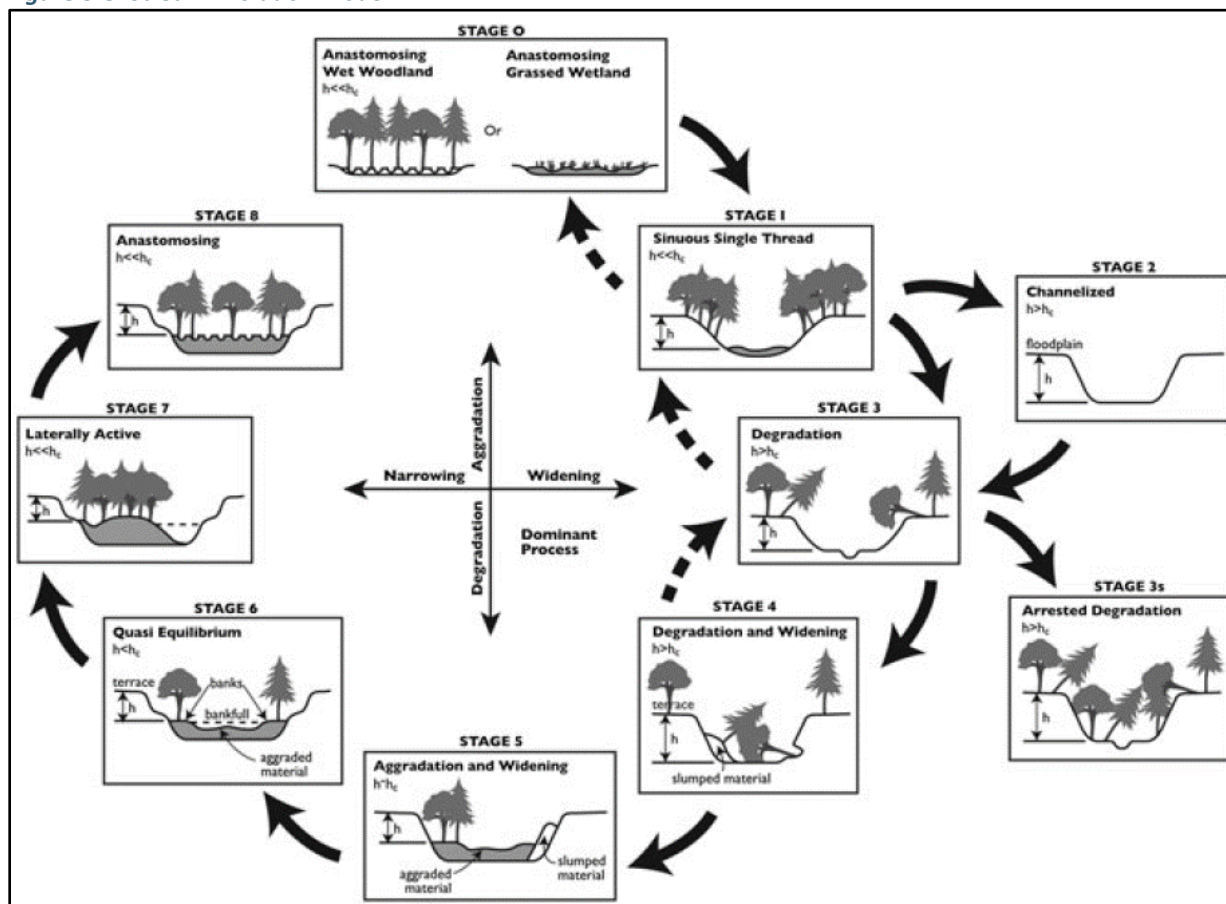 STAGE O
Anastomosing
Wet Woodland
h<<hc
Or
Anastomosing
Grassed Wetland
STAGE I
Sinuous Single Thread
h<<hc
h
STAGE 2
Channelized
h>hc
floodplain
h
STAGE 3
Degradation
h>hc
h
STAGE 3s
Arrested Degradation
h>hc
h
STAGE 4
Degradation and Widening
h>hc
terrace
h
slumped material
STAGE 5
Aggradation and Widening
h~hc
h
aggraded
material
slumped
material
STAGE 6
Quasi Equilibrium
h<hc
terrace
banks
h
bankfull
aggraded
material
STAGE 7
Laterally Active
h<<hc
h
STAGE 8
Anastomosing
h<<hc
h
Aggradation
Narrowing
Widening
Degradation
Dominant
Process